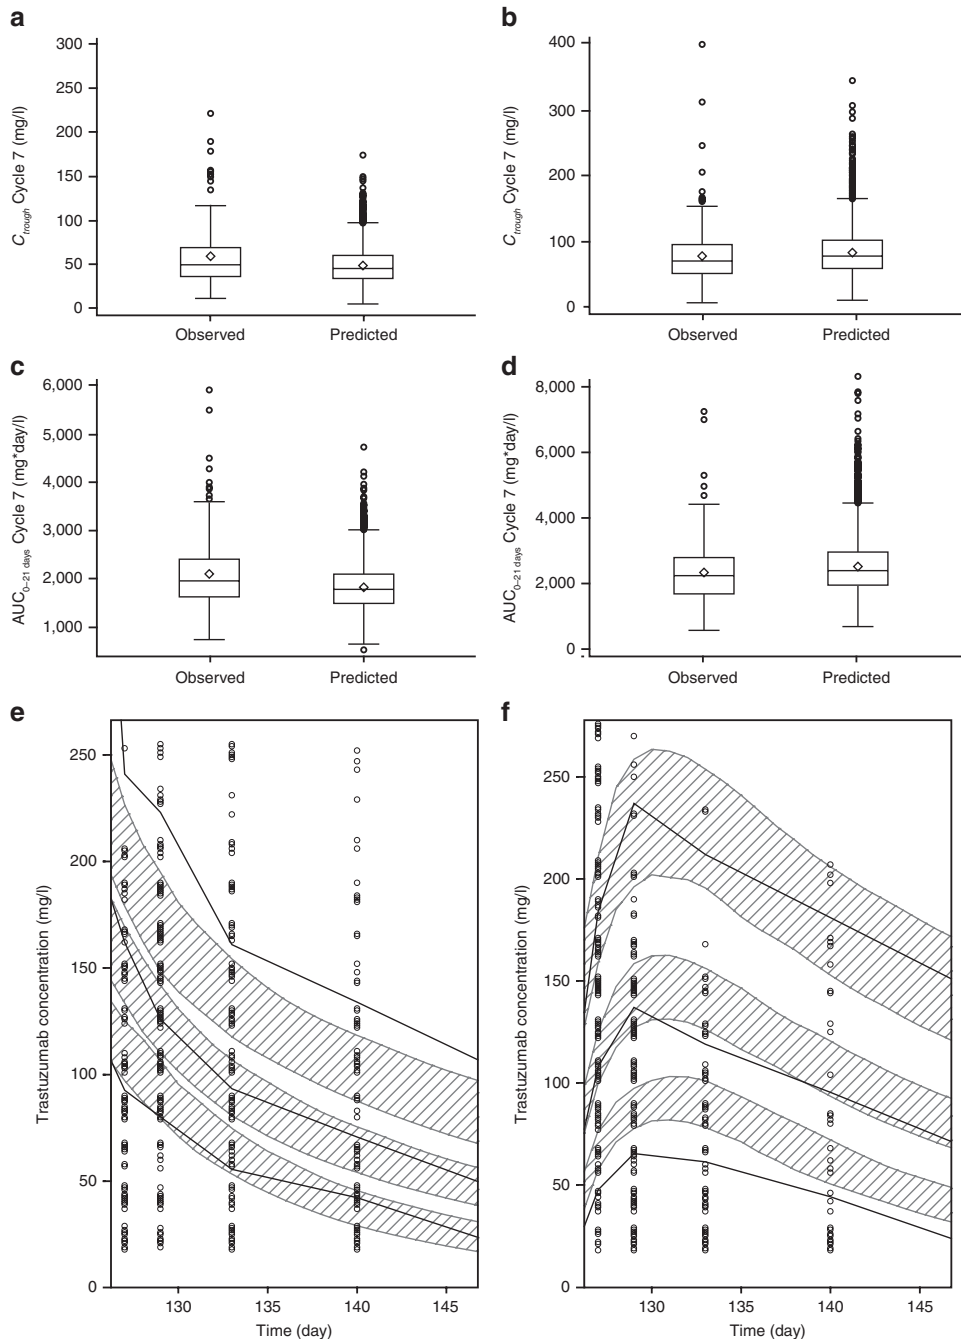 a
b
300
250
200
150
100
50
0
C_trough Cycle 7 (mg/l)
Observed
Predicted
400
300
200
100
0
C_trough Cycle 7 (mg/l)
Observed
Predicted
c
d
6,000
5,000
4,000
3,000
2,000
1,000
AUC_0–21 days Cycle 7 (mg*day/l)
Observed
Predicted
8,000
6,000
4,000
2,000
0
AUC_0–21 days Cycle 7 (mg*day/l)
Observed
Predicted
e
f
250
200
150
100
50
0
Trastuzumab concentration (mg/l)
130
135
140
145
Time (day)
250
200
150
100
50
0
Trastuzumab concentration (mg/l)
130
135
140
145
Time (day)